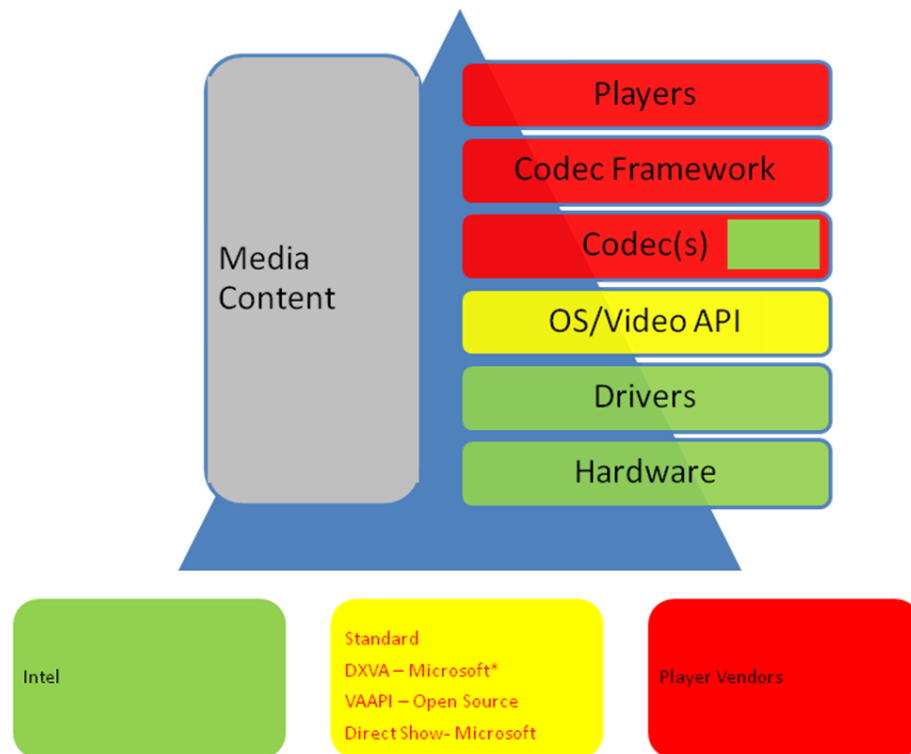 Media
Content
Players
Codec Framework
Codec(s)
OS/Video API
Drivers
Hardware
Intel
Standard
DXVA – Microsoft*
VAAPI – Open Source
Direct Show- Microsoft
Player Vendors